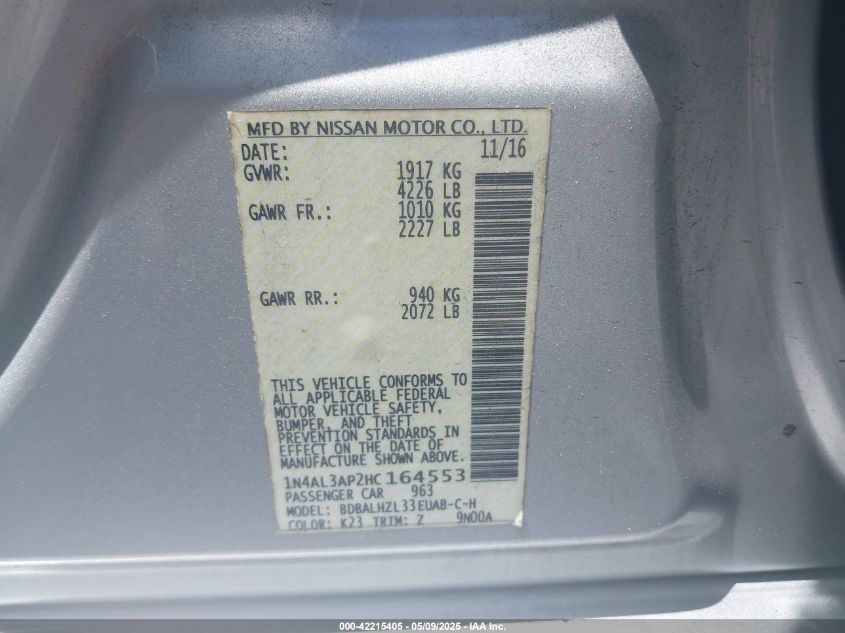 MFD BY NISSAN MOTOR CO., LTD.
DATE: 11/16
GVWR: 1917 KG
4226 LB
GAWR FR.: 1010 KG
2227 LB
GAWR RR.: 940 KG
2072 LB
THIS VEHICLE CONFORMS TO
ALL APPLICABLE FEDERAL
MOTOR VEHICLE SAFETY,
BUMPER, AND THEFT
PREVENTION STANDARDS IN
EFFECT ON THE DATE OF
MANUFACTURE SHOWN ABOVE.
1N4AL3AP2HC164553
PASSENGER CAR 963
MODEL: BDBALHZL33EUAB-C-H
COLOR: K23 TRIM: Z 9N00A
000-42215405 - 05/09/2025 - IAA Inc.